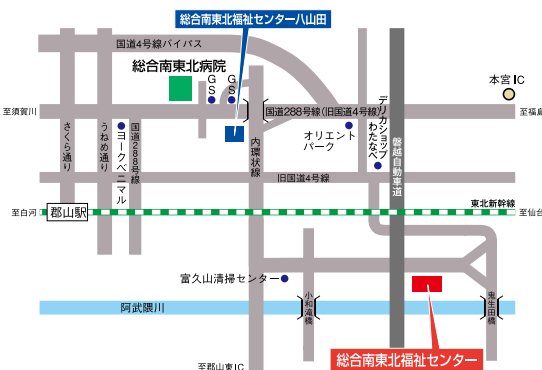 総合南東北福祉センター八山田
国道4号線バイパス
総合南東北病院
GS
GS
本宮IC
至須賀川
国道288号線(旧国道4号線)
至福島
さくら通り
うねめ通り
ヨークベニマル
国道288号線
内環状線
オリエント
パーク
デリカショップ
わたなべ
磐越自動車道
旧国道4号線
東北新幹線
至白河
郡山駅
至仙台
富久山清掃センター
小和滝橋
鬼生田橋
阿武隈川
総合南東北福祉センター
至郡山東IC